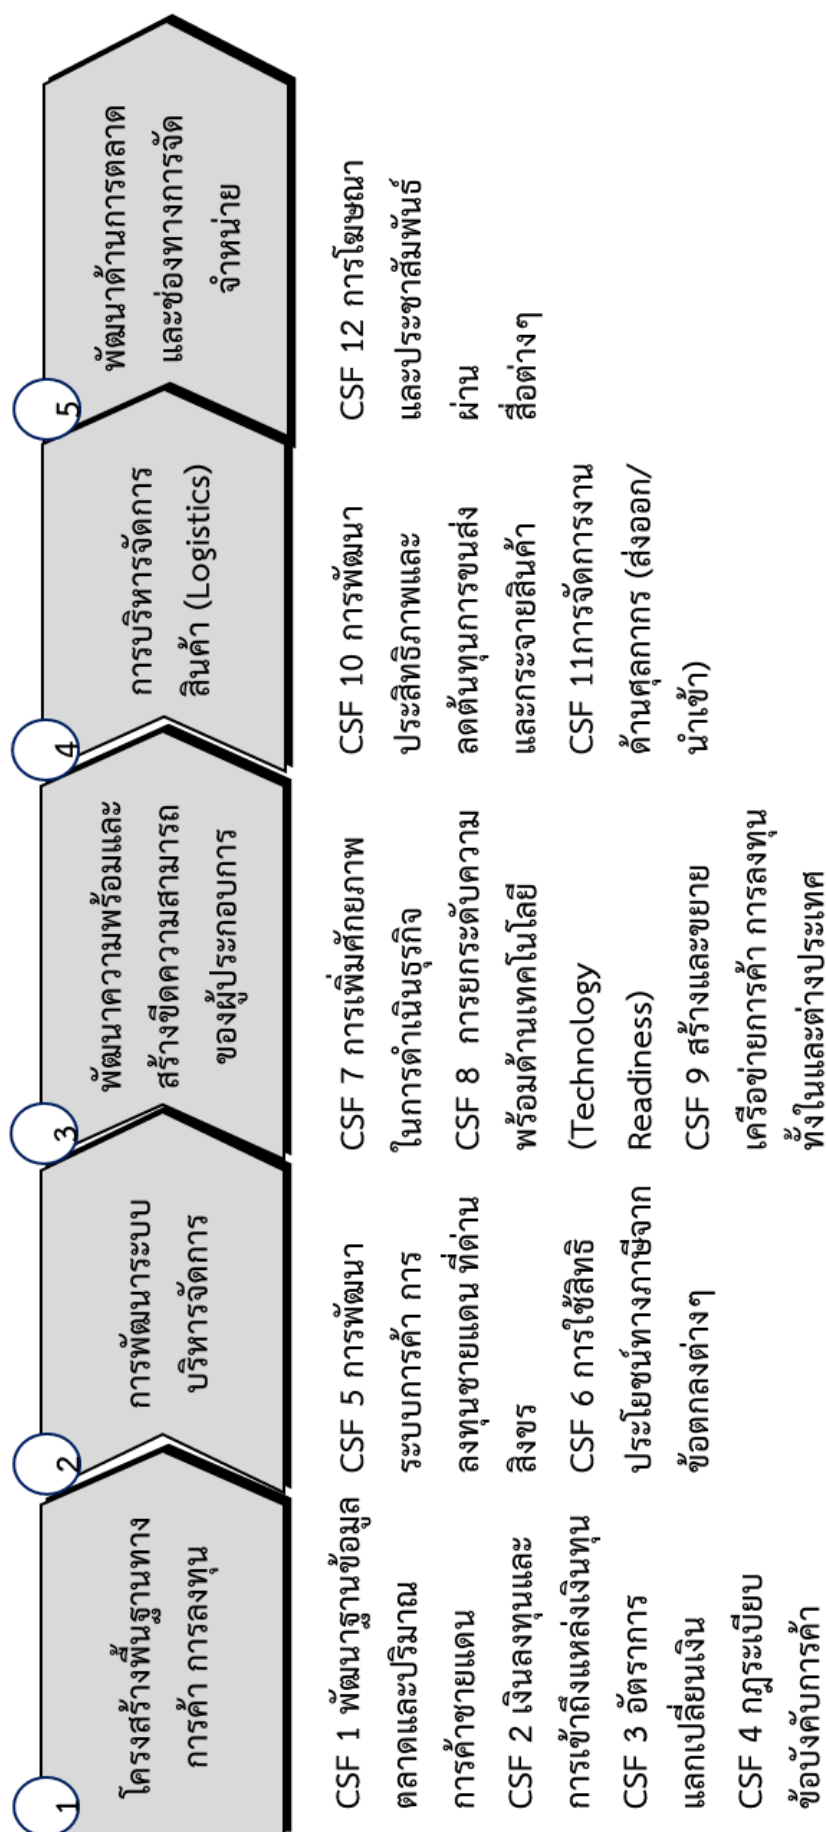 1
โครงสร้างพื้นฐานทาง
การค้า การลงทุน
2
การพัฒนาระบบ
บริหารจัดการ
3
พัฒนาความพร้อมและ
สร้างขีดความสามารถ
ของผู้ประกอบการ
4
การบริหารจัดการ
สินค้า (Logistics)
5
พัฒนาด้านการตลาด
และช่องทางการจัด
จำหน่าย
CSF 1 พัฒนาฐานข้อมูล
ตลาดและปริมาณ
การค้าชายแดน
CSF 2 เงินลงทุนและ
การเข้าถึงแหล่งเงินทุน
CSF 3 อัตราการ
แลกเปลี่ยนเงิน
CSF 4 กฎระเบียบ
ข้อบังคับการค้า
CSF 5 การพัฒนา
ระบบการค้า การ
ลงทุนชายแดน ที่ด่าน
สิงขร
CSF 6 การใช้สิทธิ
ประโยชน์ทางภาษีจาก
ข้อตกลงต่างๆ
CSF 7 การเพิ่มศักยภาพ
ในการดำเนินธุรกิจ
CSF 8 การยกระดับความ
พร้อมด้านเทคโนโลยี
(Technology
Readiness)
CSF 9 สร้างและขยาย
เครือข่ายการค้า การลงทุน
ทั้งในและต่างประเทศ
CSF 10 การพัฒนา
ประสิทธิภาพและ
ลดต้นทุนการขนส่ง
และกระจายสินค้า
CSF 11การจัดการงาน
ด้านศุลกากร (ส่งออก/
นำเข้า)
CSF 12 การโฆษณา
และประชาสัมพันธ์
ผ่าน
สื่อต่างๆ